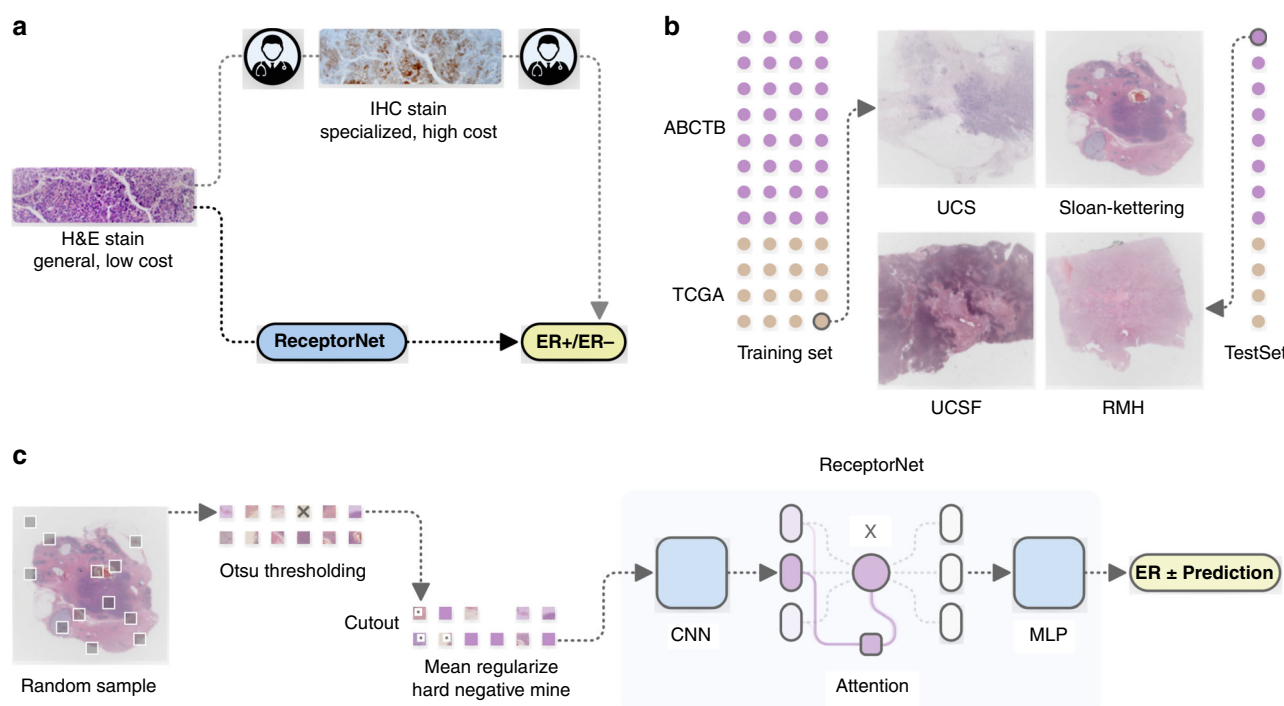 a
IHC stain
specialized, high cost
H&E stain
general, low cost
ReceptorNet
ER+/ER–
b
ABCTB
TCGA
Training set
UCS
Sloan-kettering
UCSF
RMH
TestSet
c
Random sample
Otsu thresholding
Cutout
Mean regularize
hard negative mine
ReceptorNet
CNN
X
Attention
MLP
ER ± Prediction